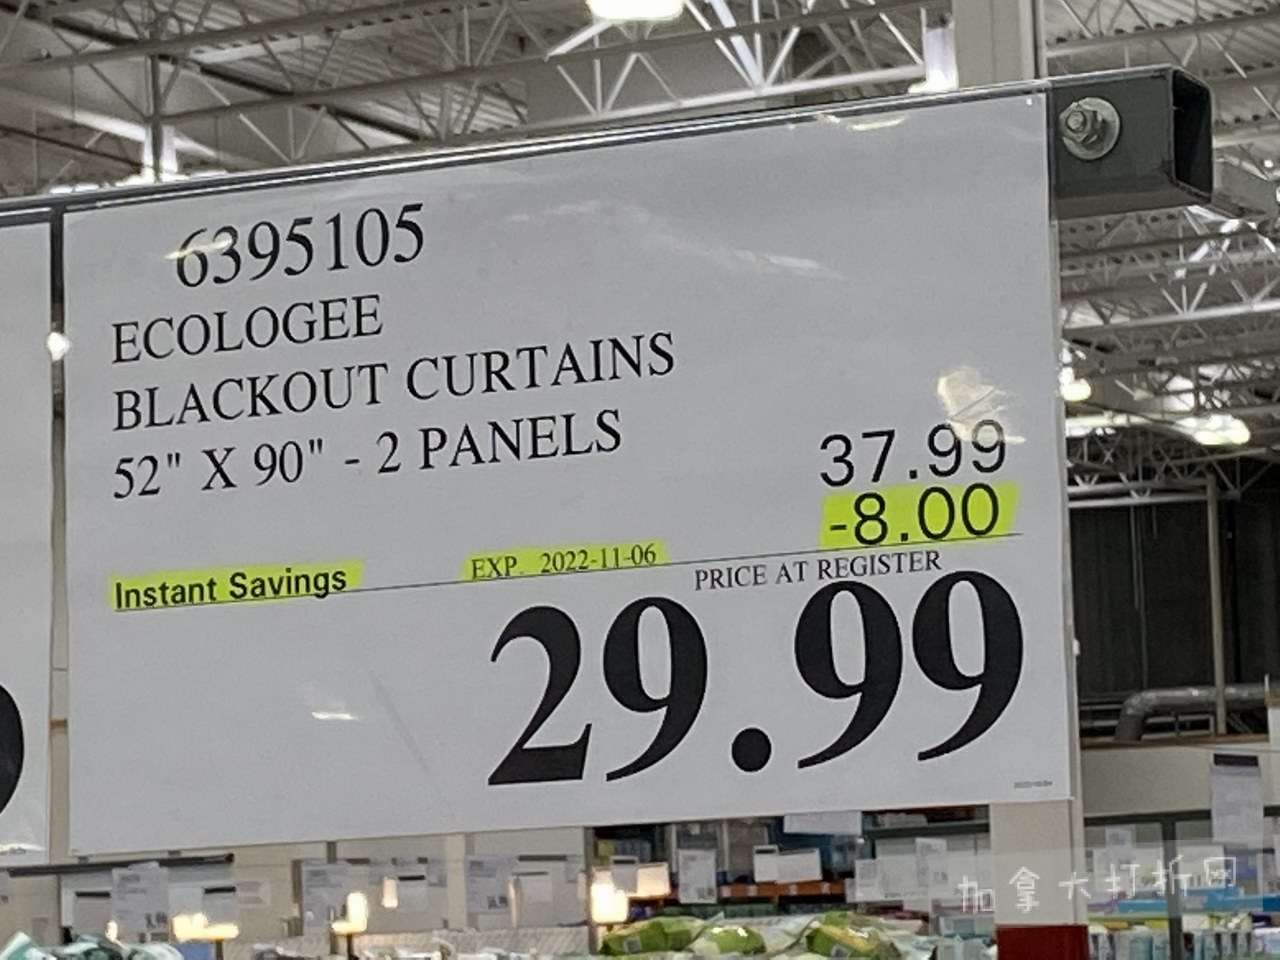 6395105
ECOLOGEE
BLACKOUT CURTAINS
52" X 90" - 2 PANELS
37.99
-8.00
Instant Savings EXP. 2022-11-06
PRICE AT REGISTER
29.99
加拿大打折网